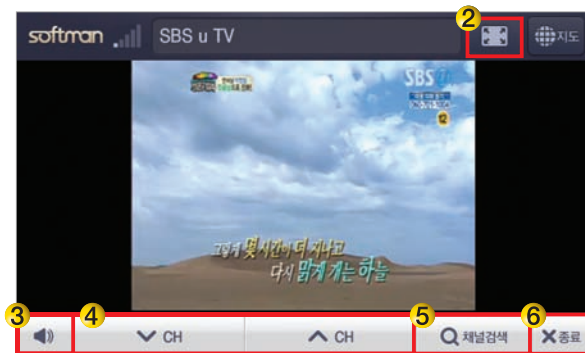 softman SBS u TV ② 지도
SBS u
12
그렇게 몇시간이 더 지나고
다시 맑게 개는 하늘
③ ④ ⑤ ⑥
CH CH 채널검색 종료